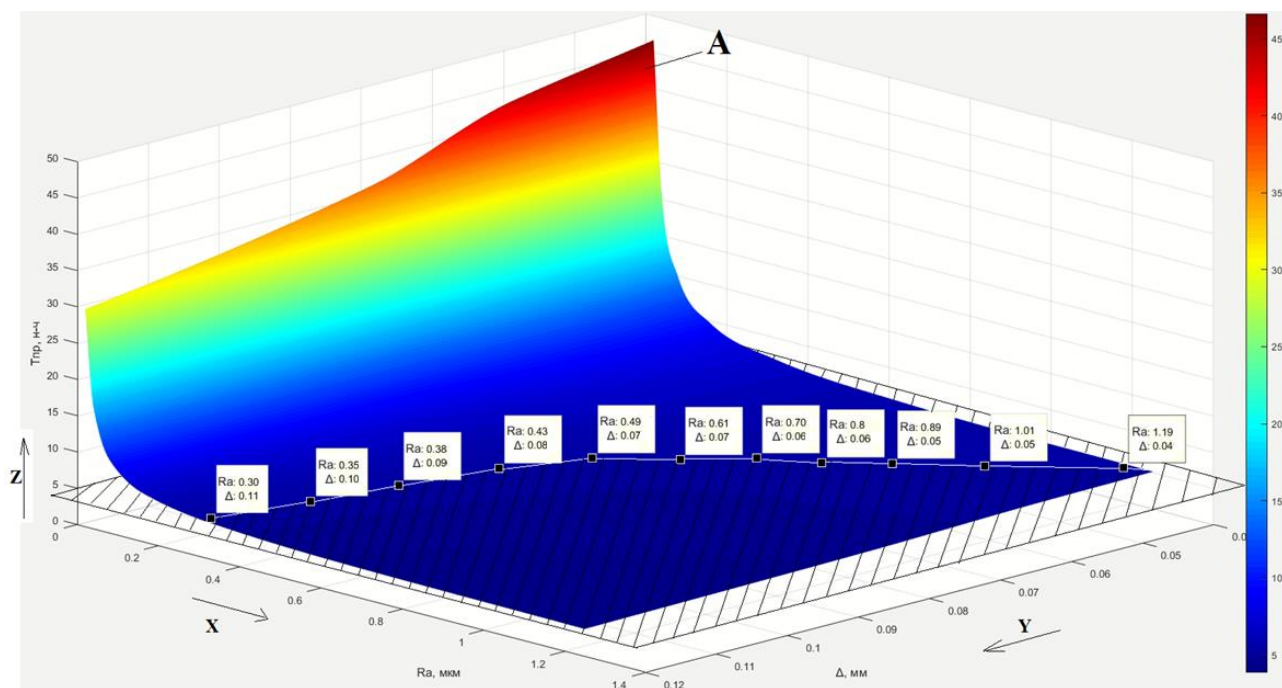 A
50
45
40
35
30
25
20
15
10
5
0
Tпр, н-ч
Z
Ra: 0.30
Δ: 0.11
Ra: 0.35
Δ: 0.10
Ra: 0.38
Δ: 0.09
Ra: 0.43
Δ: 0.08
Ra: 0.49
Δ: 0.07
Ra: 0.61
Δ: 0.07
Ra: 0.70
Δ: 0.06
Ra: 0.8
Δ: 0.06
Ra: 0.89
Δ: 0.05
Ra: 1.01
Δ: 0.05
Ra: 1.19
Δ: 0.04
0
0.2
0.4
0.6
0.8
1
1.2
1.4
X
Ra, мкм
0.12
0.11
0.1
0.09
0.08
0.07
0.06
0.05
0.0
Y
Δ, мм
45
40
35
30
25
20
15
10
5